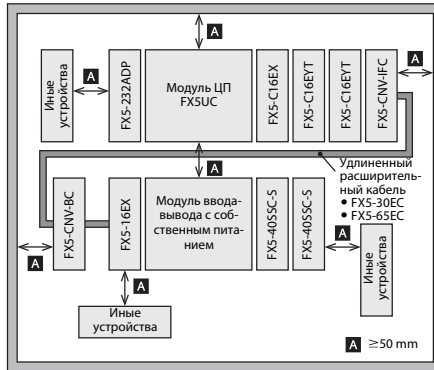 A
Иные
устройства
A
FX5-232ADP
Модуль ЦП
FX5UC
FX5-C16EX
FX5-C16EYT
FX5-C16EYT
FX5-CNV-IFC
A
A
Удлиненный
расширитель-
ный кабель
• FX5-30EC
• FX5-65EC
A
FX5-CNV-BC
FX5-16EX
Модуль ввода-
вывода с соб-
ственным пита-
нием
FX5-40SSC-S
FX5-40SSC-S
A
Иные
устройства
A
Иные
устройства
A ≥50 mm